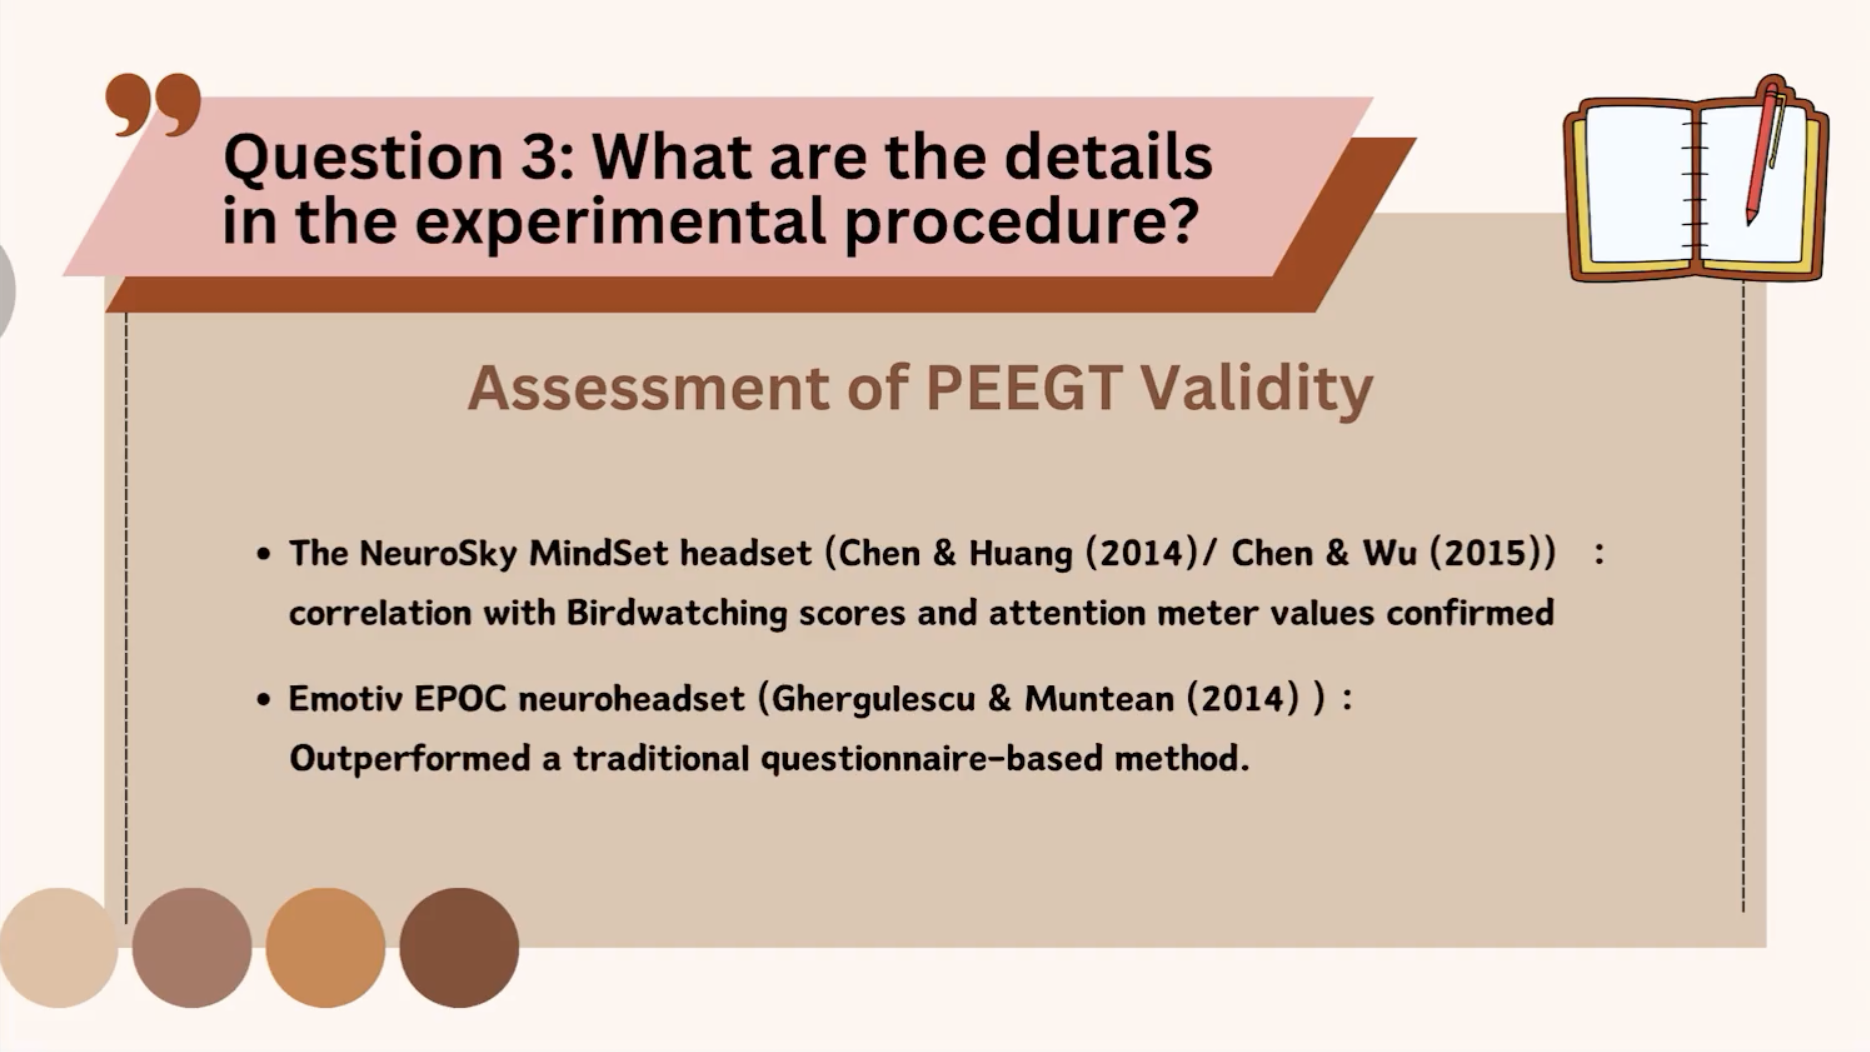 Question 3: What are the details
in the experimental procedure?
Assessment of PEEGT Validity
• The NeuroSky MindSet headset (Chen & Huang (2014)/ Chen & Wu (2015)) :
correlation with Birdwatching scores and attention meter values confirmed
• Emotiv EPOC neuroheadset (Ghergulescu & Muntean (2014) ) :
Outperformed a traditional questionnaire-based method.